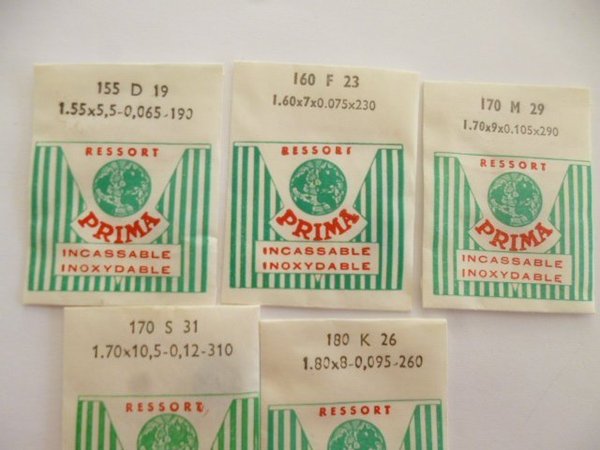 155 D 19
1.55x5,5-0,065-190
RESSORT
PRIMA
INCASSABLE
INOXYDABLE
160 F 23
1.60x7x0.075x230
RESSORT
PRIMA
INCASSABLE
INOXYDABLE
170 M 29
1.70x9x0.105x290
RESSORT
PRIMA
INCASSABLE
INOXYDABLE
170 S 31
1.70x10,5-0,12-310
RESSORT
180 K 26
1.80x8-0,095-260
RESSORT